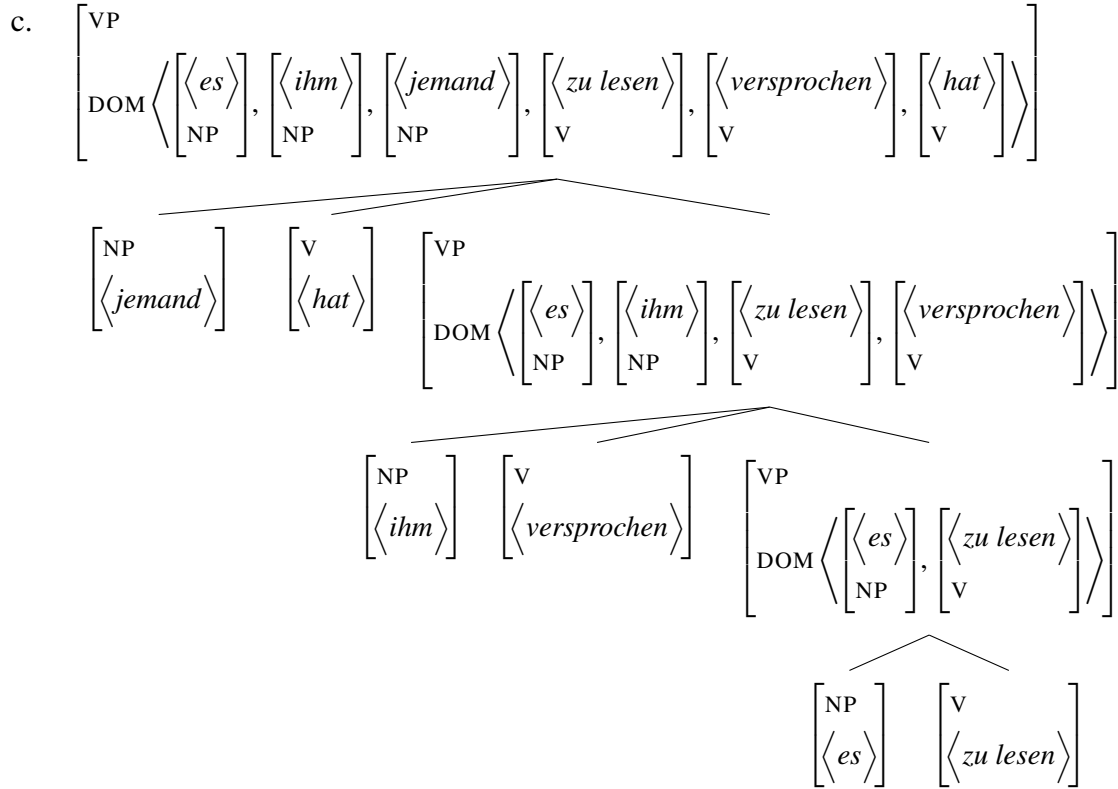 c.
VP
DOM ⟨[⟨es⟩ NP], [⟨ihm⟩ NP], [⟨jemand⟩ NP], [⟨zu lesen⟩ V], [⟨versprochen⟩ V], [⟨hat⟩ V]⟩
NP
⟨jemand⟩
V
⟨hat⟩
VP
DOM ⟨[⟨es⟩ NP], [⟨ihm⟩ NP], [⟨zu lesen⟩ V], [⟨versprochen⟩ V]⟩
NP
⟨ihm⟩
V
⟨versprochen⟩
VP
DOM ⟨[⟨es⟩ NP], [⟨zu lesen⟩ V]⟩
NP
⟨es⟩
V
⟨zu lesen⟩